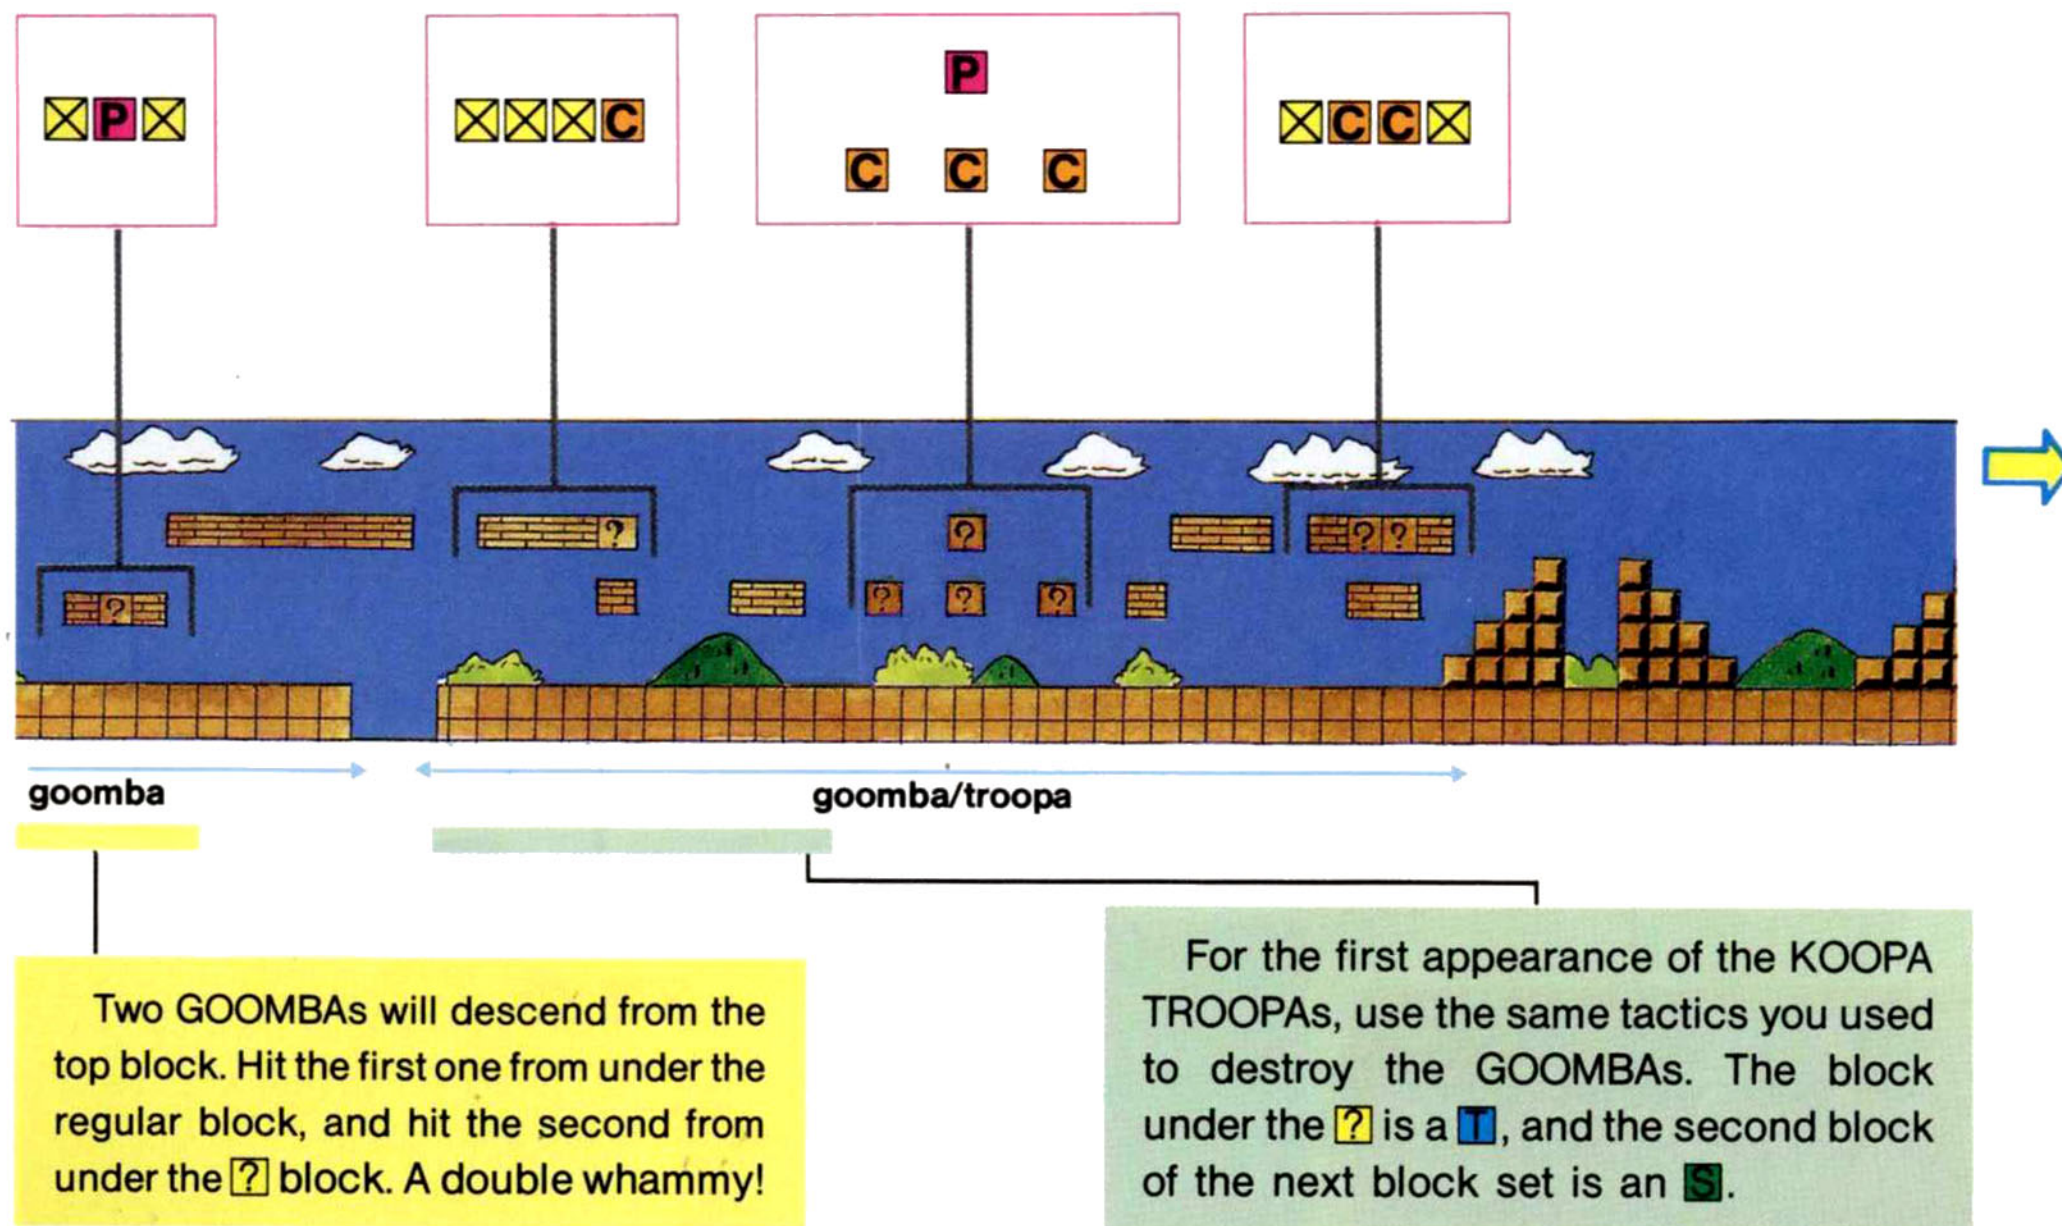 P
C
P
C C C
C C
?
? ? ?
?
? ? ?
goomba
goomba/troopa
Two GOOMBAs will descend from the
top block. Hit the first one from under the
regular block, and hit the second from
under the ? block. A double whammy!
For the first appearance of the KOOPA
TROOPAs, use the same tactics you used
to destroy the GOOMBAs. The block
under the ? is a T, and the second block
of the next block set is an S.